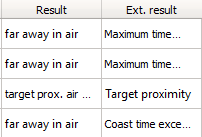 Result Ext. result
far away in air Maximum time...
far away in air Maximum time...
target prox. air ... Target proximity
far away in air Coast time exce...